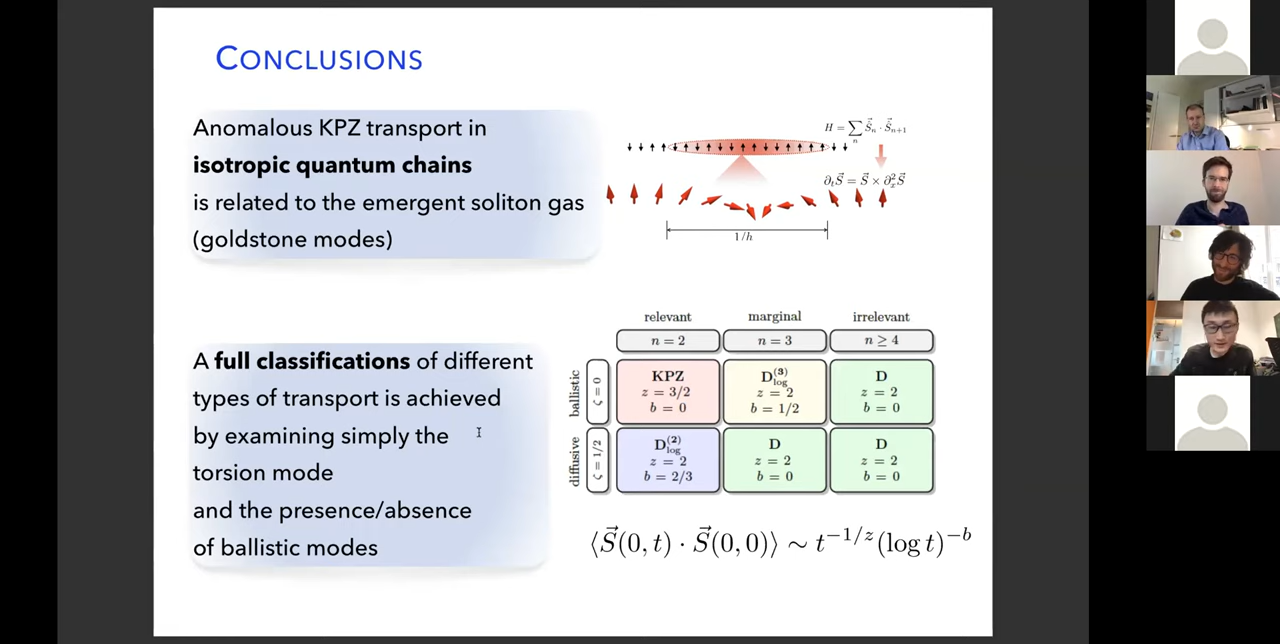 CONCLUSIONS
Anomalous KPZ transport in
isotropic quantum chains
is related to the emergent soliton gas
(goldstone modes)
H = ∑ₙ S⃗ₙ · S⃗ₙ₊₁
∂ₜS⃗ = S⃗ × ∂ₓ²S⃗
1/h
A full classifications of different
types of transport is achieved
by examining simply the
torsion mode
and the presence/absence
of ballistic modes
relevant marginal irrelevant
n = 2 n = 3 n ≥ 4
ballistic
ζ = 0
KPZ
z = 3/2
b = 0
D_log^(3)
z = 2
b = 1/2
D
z = 2
b = 0
diffusive
ζ = 1/2
D_log^(2)
z = 2
b = 2/3
D
z = 2
b = 0
D
z = 2
b = 0
⟨S⃗(0, t) · S⃗(0, 0)⟩ ∼ t^{−1/z}(log t)^{−b}